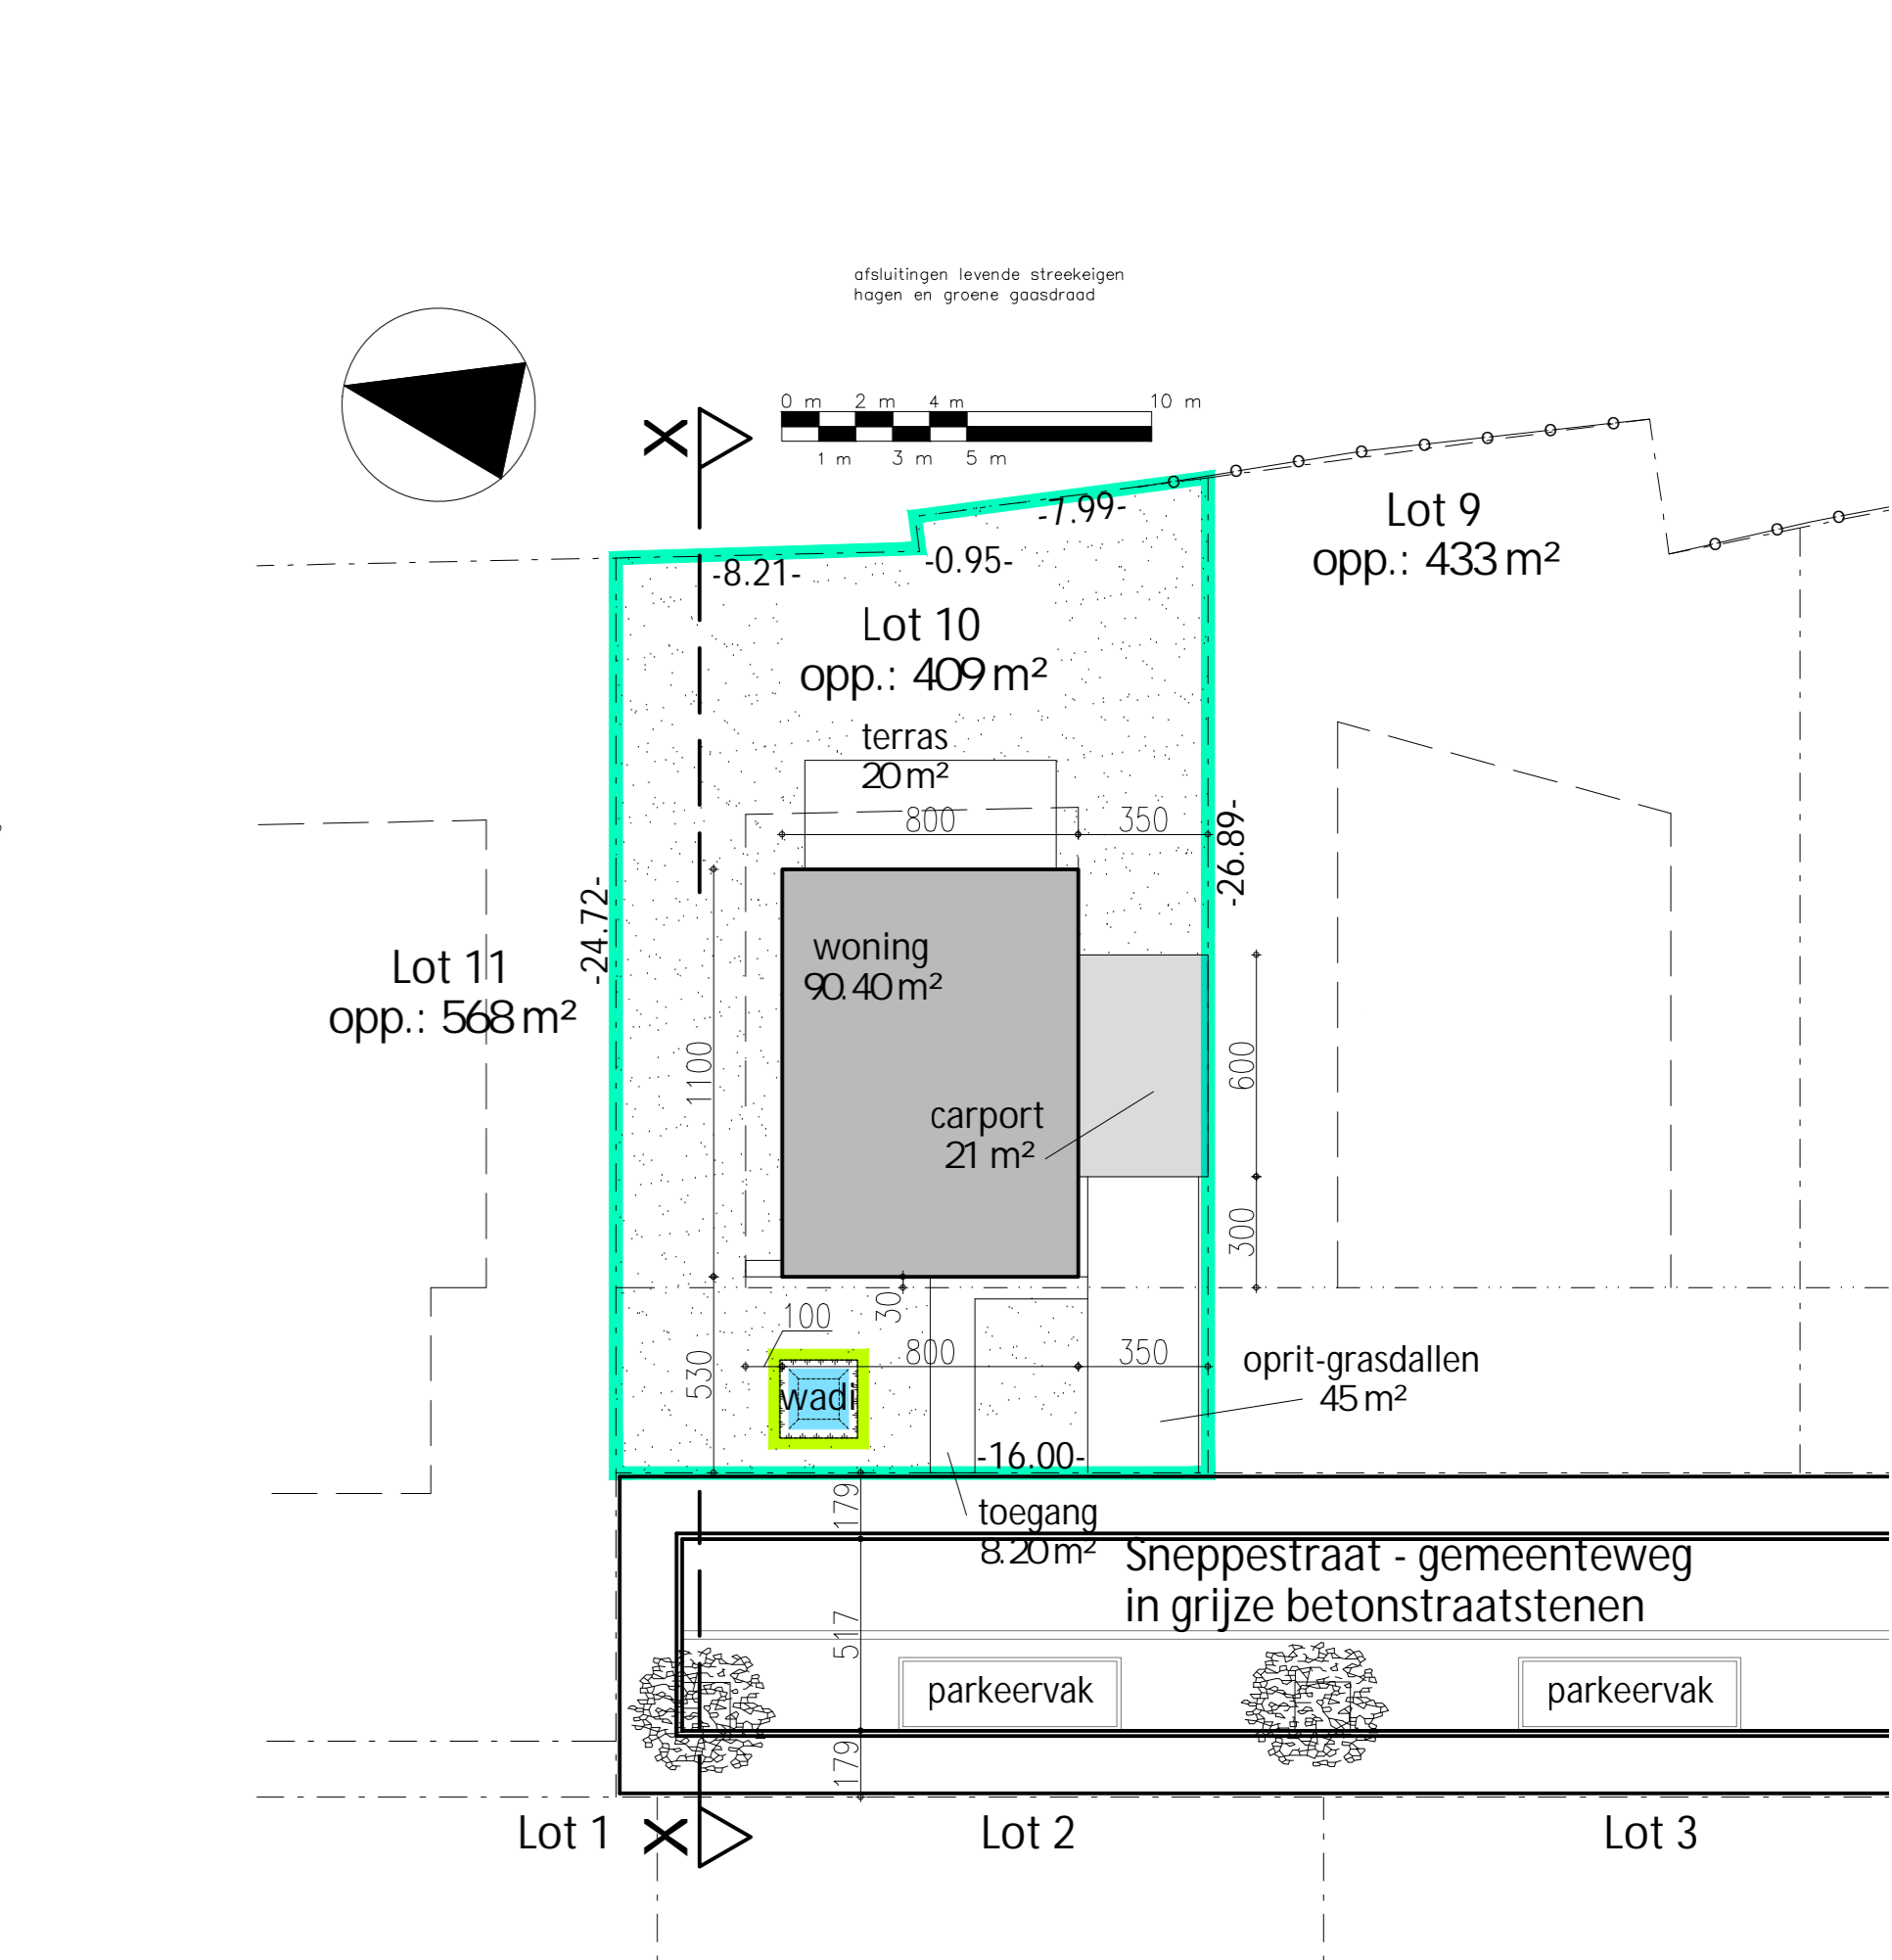 afsluitingen levende streekeigen
hagen en groene gaasdraad
0 m 2 m 4 m 10 m
1 m 3 m 5 m
X
-7.99-
-0.95-
-8.21-
Lot 9
opp.: 433 m²
Lot 10
opp.: 409 m²
terras
20 m²
800
350
-26.89-
-24.72-
Lot 11
opp.: 568 m²
woning
90.40 m²
1100
600
carport
21 m²
300
30
100
800
350
530
wadi
oprit-grasdallen
45 m²
-16.00-
179
toegang
8.20 m²
Sneppestraat - gemeenteweg
in grijze betonstraatstenen
517
parkeervak
parkeervak
179
Lot 1
X
Lot 2
Lot 3